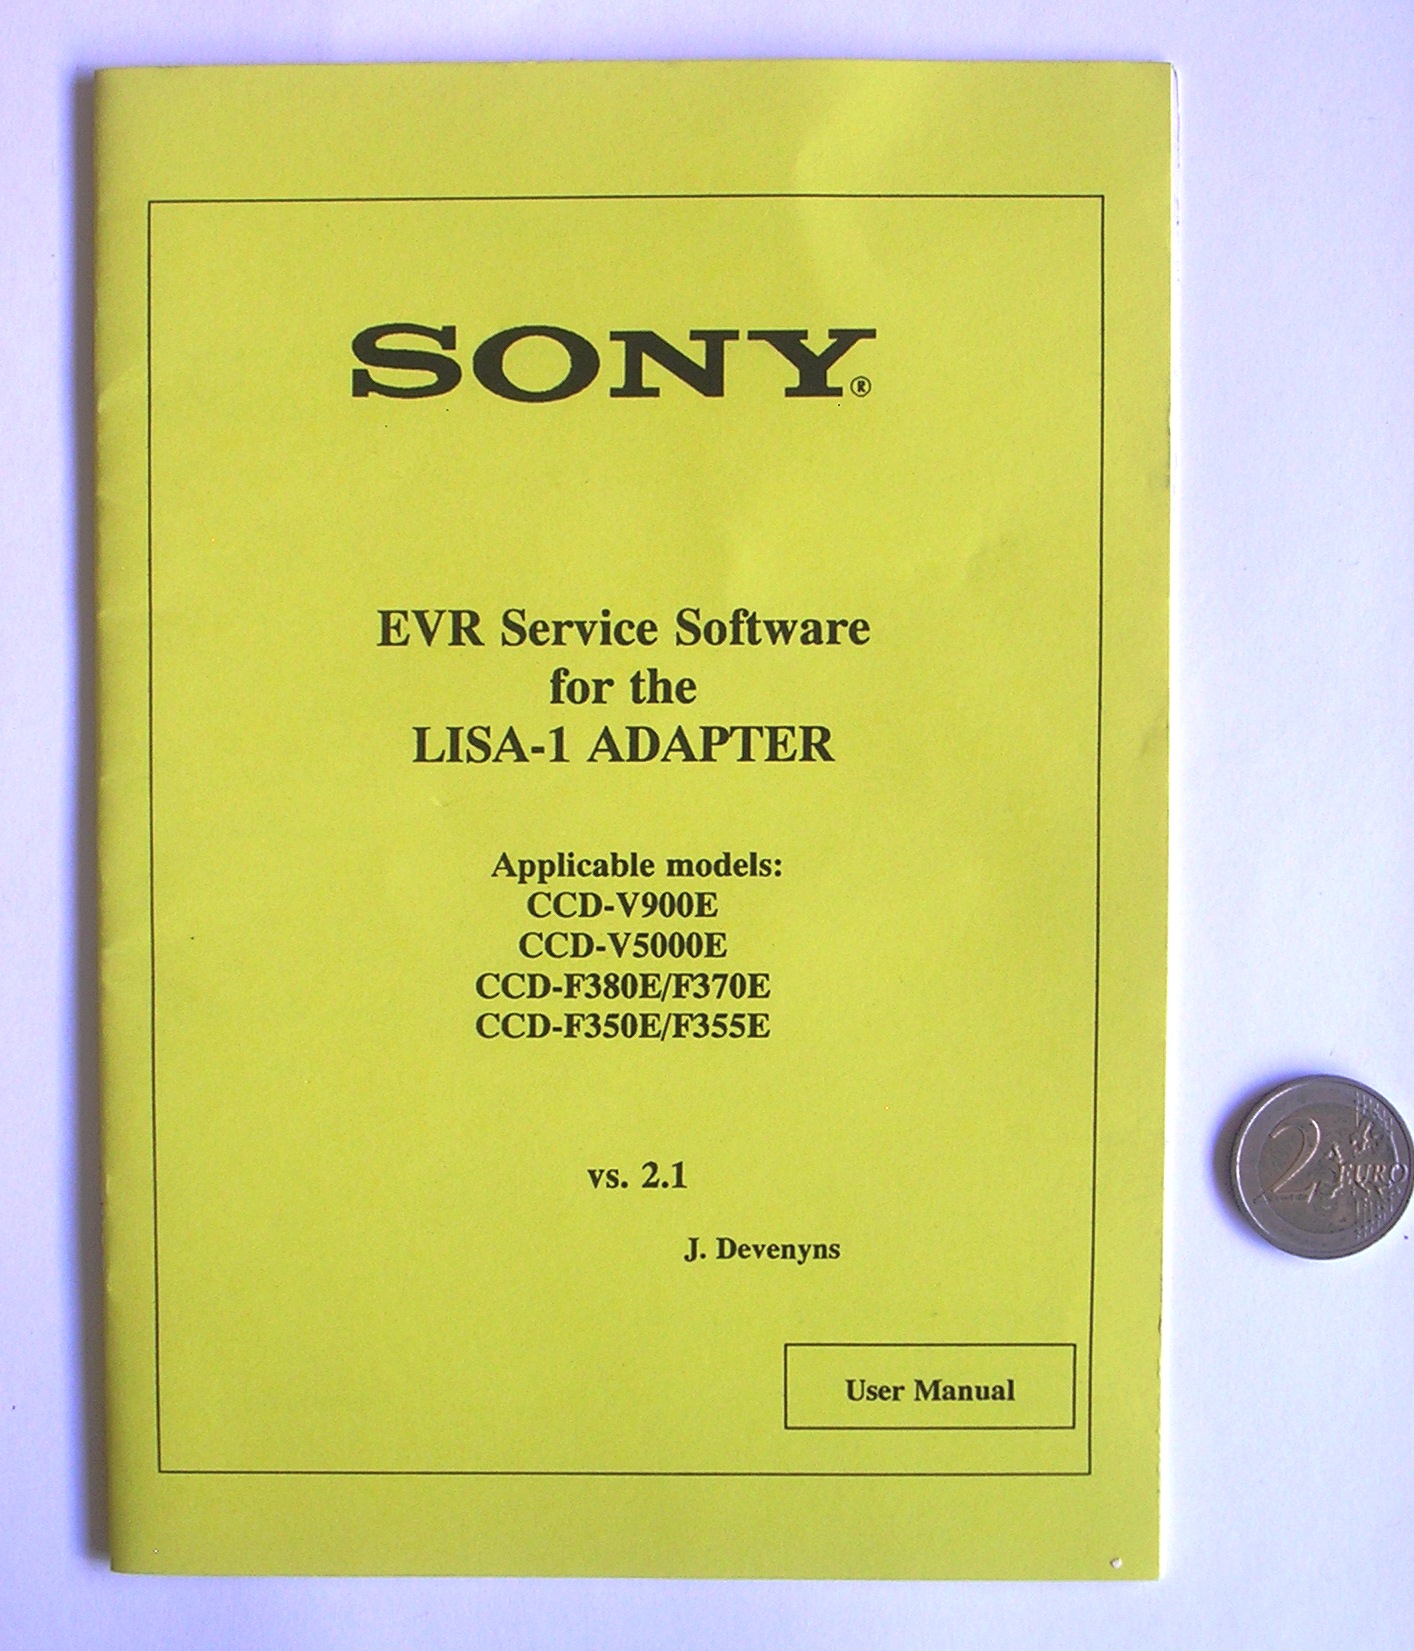 SONY®
EVR Service Software
for the
LISA-1 ADAPTER
Applicable models:
CCD-V900E
CCD-V5000E
CCD-F380E/F370E
CCD-F350E/F355E
vs. 2.1
J. Devenyns
User Manual
2 EURO